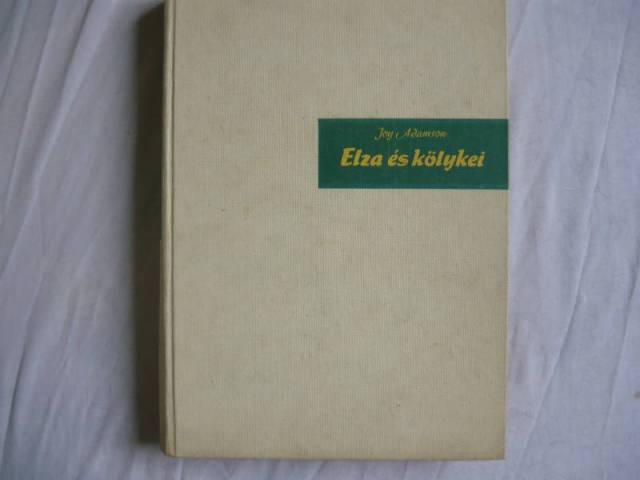 Joy Adamson
Elza és kölykei